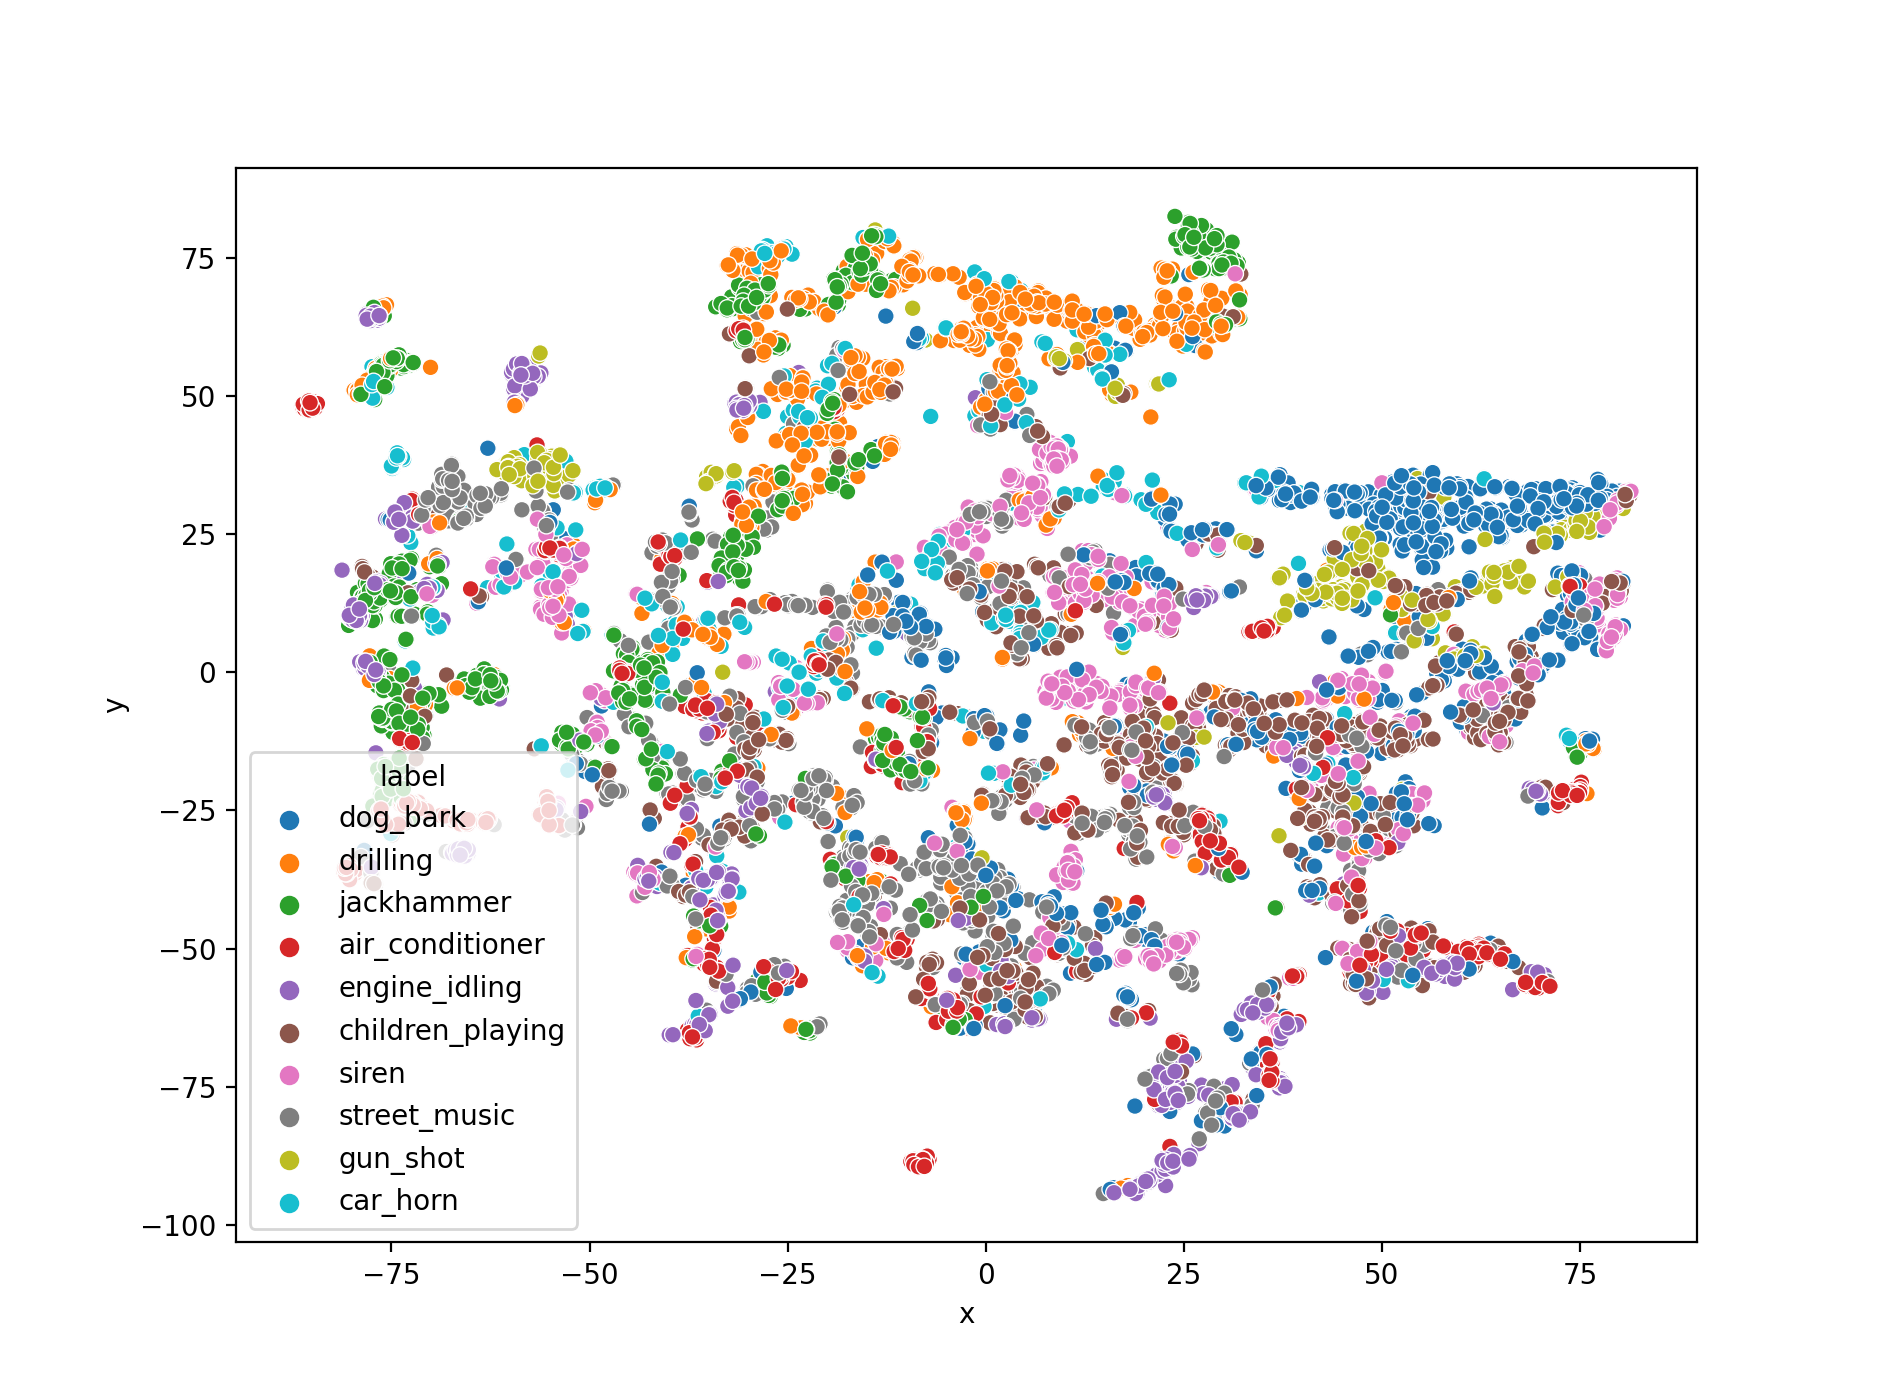 75
50
25
0
−25
−50
−75
−100
y
label
dog_bark
drilling
jackhammer
air_conditioner
engine_idling
children_playing
siren
street_music
gun_shot
car_horn
−75 −50 −25 0 25 50 75
x